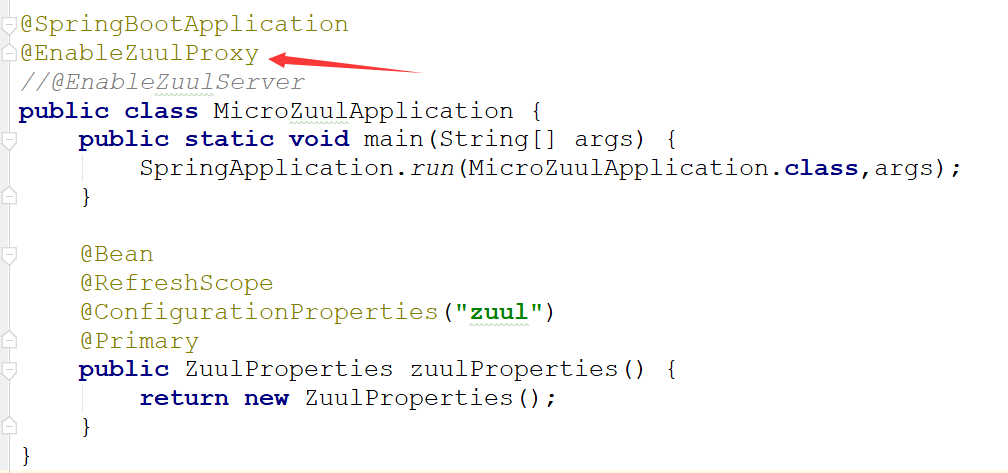 @SpringBootApplication
@EnableZuulProxy
//@EnableZuulServer
public class MicroZuulApplication {
    public static void main(String[] args) {
        SpringApplication.run(MicroZuulApplication.class,args);
    }

    @Bean
    @RefreshScope
    @ConfigurationProperties("zuul")
    @Primary
    public ZuulProperties zuulProperties() {
        return new ZuulProperties();
    }
}